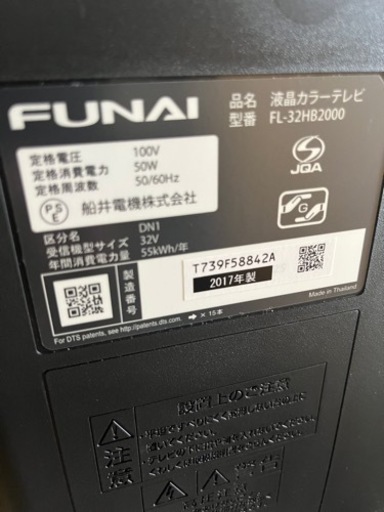 FUNAI
品名 液晶カラーテレビ
型番 FL-32HB2000
定格電圧 100V
定格消費電力 50W
定格周波数 50/60Hz
PSE
船井電機株式会社
JQA
G
区分名 DN1
受信機型サイズ 32V
年間消費電力量 55kWh/年
製造番号
T739F58842A
2017年製
For DTS patents, see http://patents.dts.com.
→ × 15本
Made in Thailand
設置上のご注意
注意